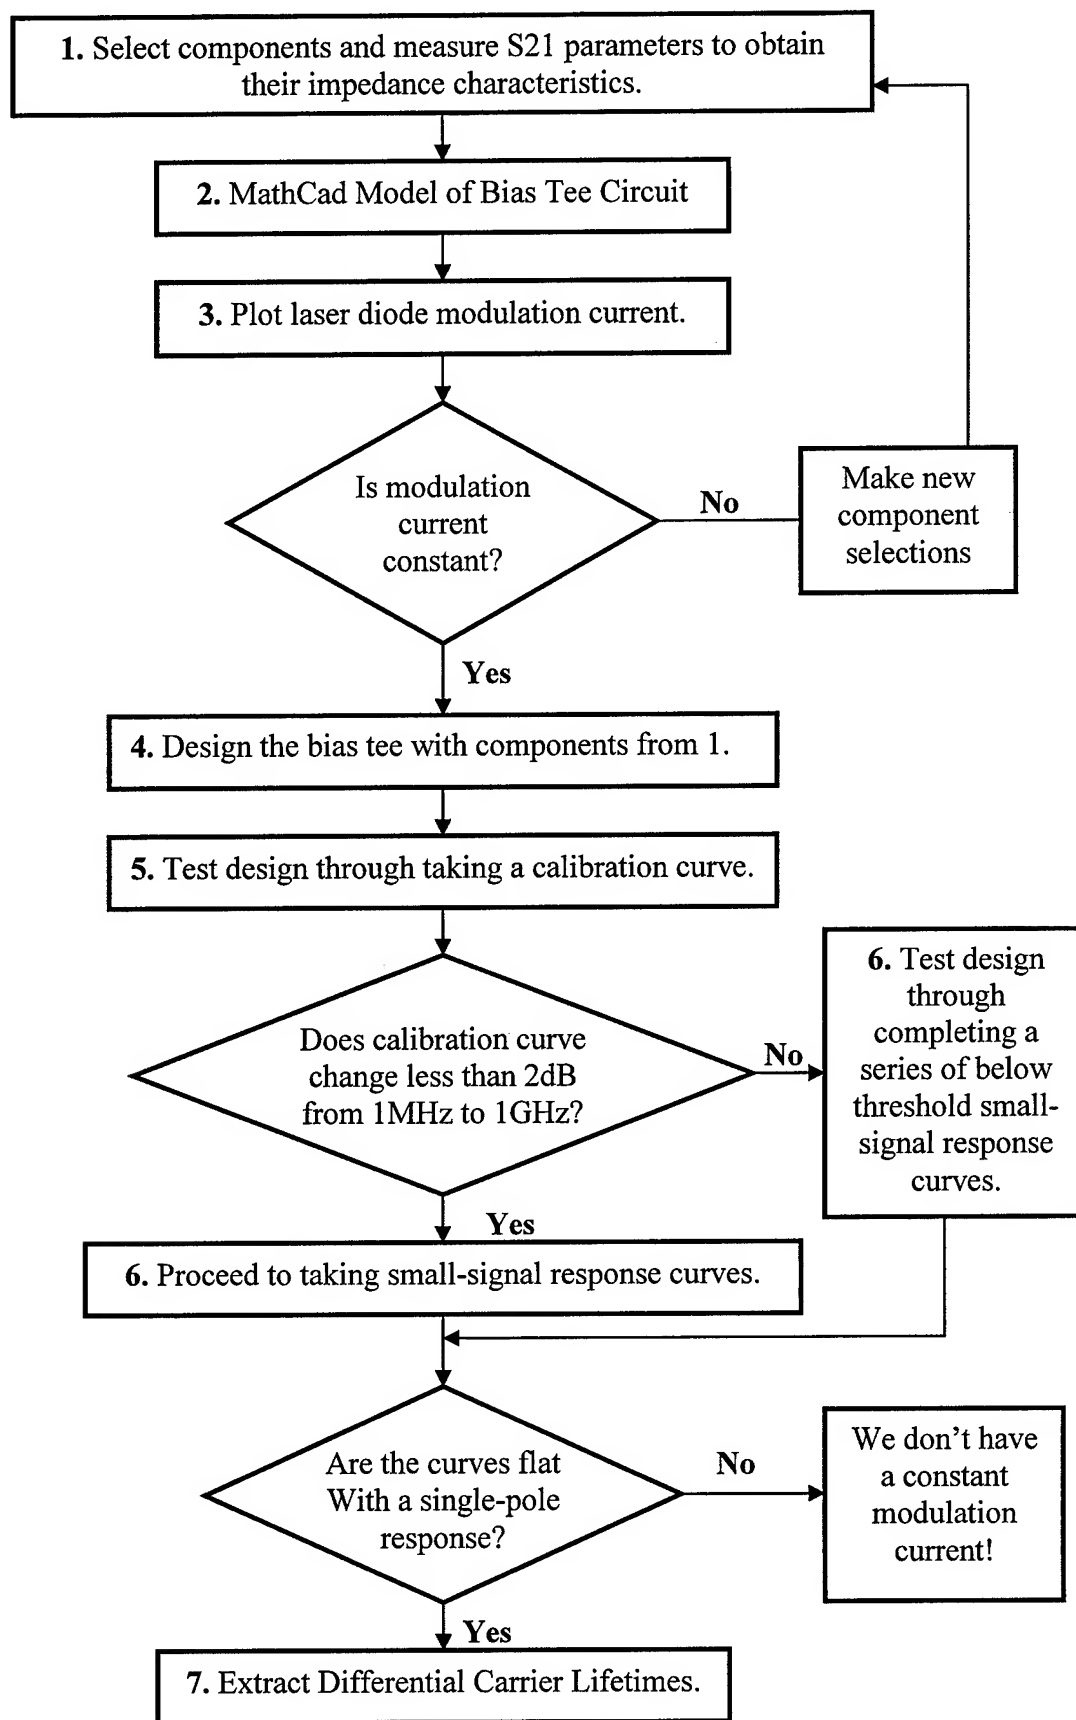 1. Select components and measure S21 parameters to obtain
their impedance characteristics.
2. MathCad Model of Bias Tee Circuit
3. Plot laser diode modulation current.
Is modulation
current
constant?
No
Make new
component
selections
Yes
4. Design the bias tee with components from 1.
5. Test design through taking a calibration curve.
Does calibration curve
change less than 2dB
from 1MHz to 1GHz?
No
6. Test design
through
completing a
series of below
threshold small-
signal response
curves.
Yes
6. Proceed to taking small-signal response curves.
Are the curves flat
With a single-pole
response?
No
We don't have
a constant
modulation
current!
Yes
7. Extract Differential Carrier Lifetimes.